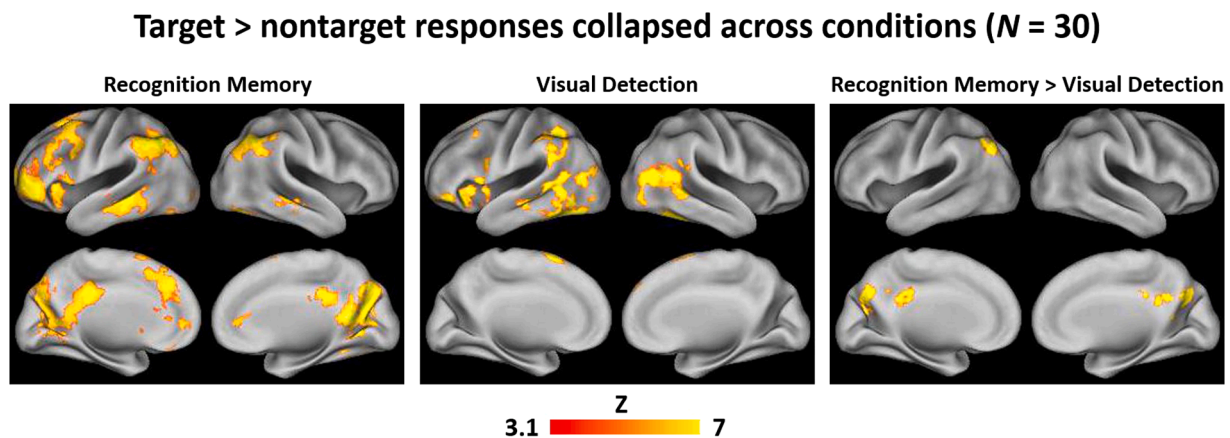 Target > nontarget responses collapsed across conditions (N = 30)
Recognition Memory
Visual Detection
Recognition Memory > Visual Detection
Z
3.1 7